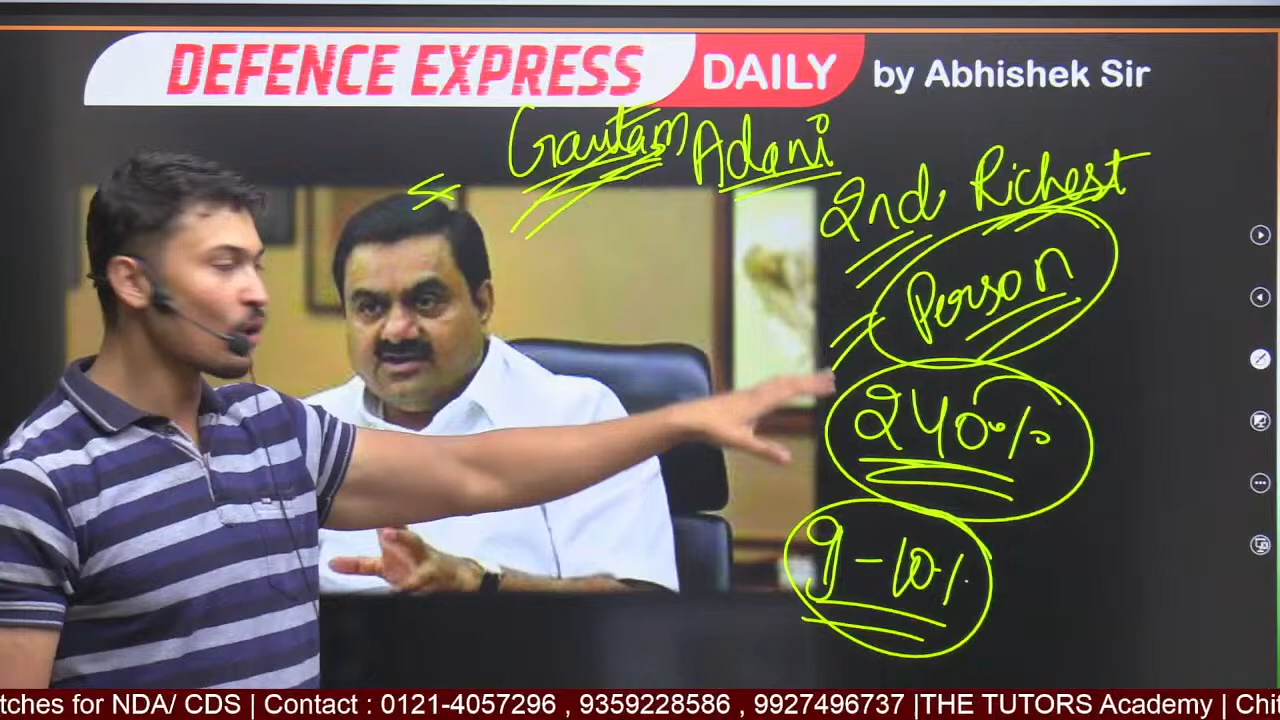 DEFENCE EXPRESS DAILY by Abhishek Sir
Gautam Adani
2nd Richest
Person
240%
9-10%
tches for NDA/ CDS | Contact : 0121-4057296 , 9359228586 , 9927496737 |THE TUTORS Academy | Chi